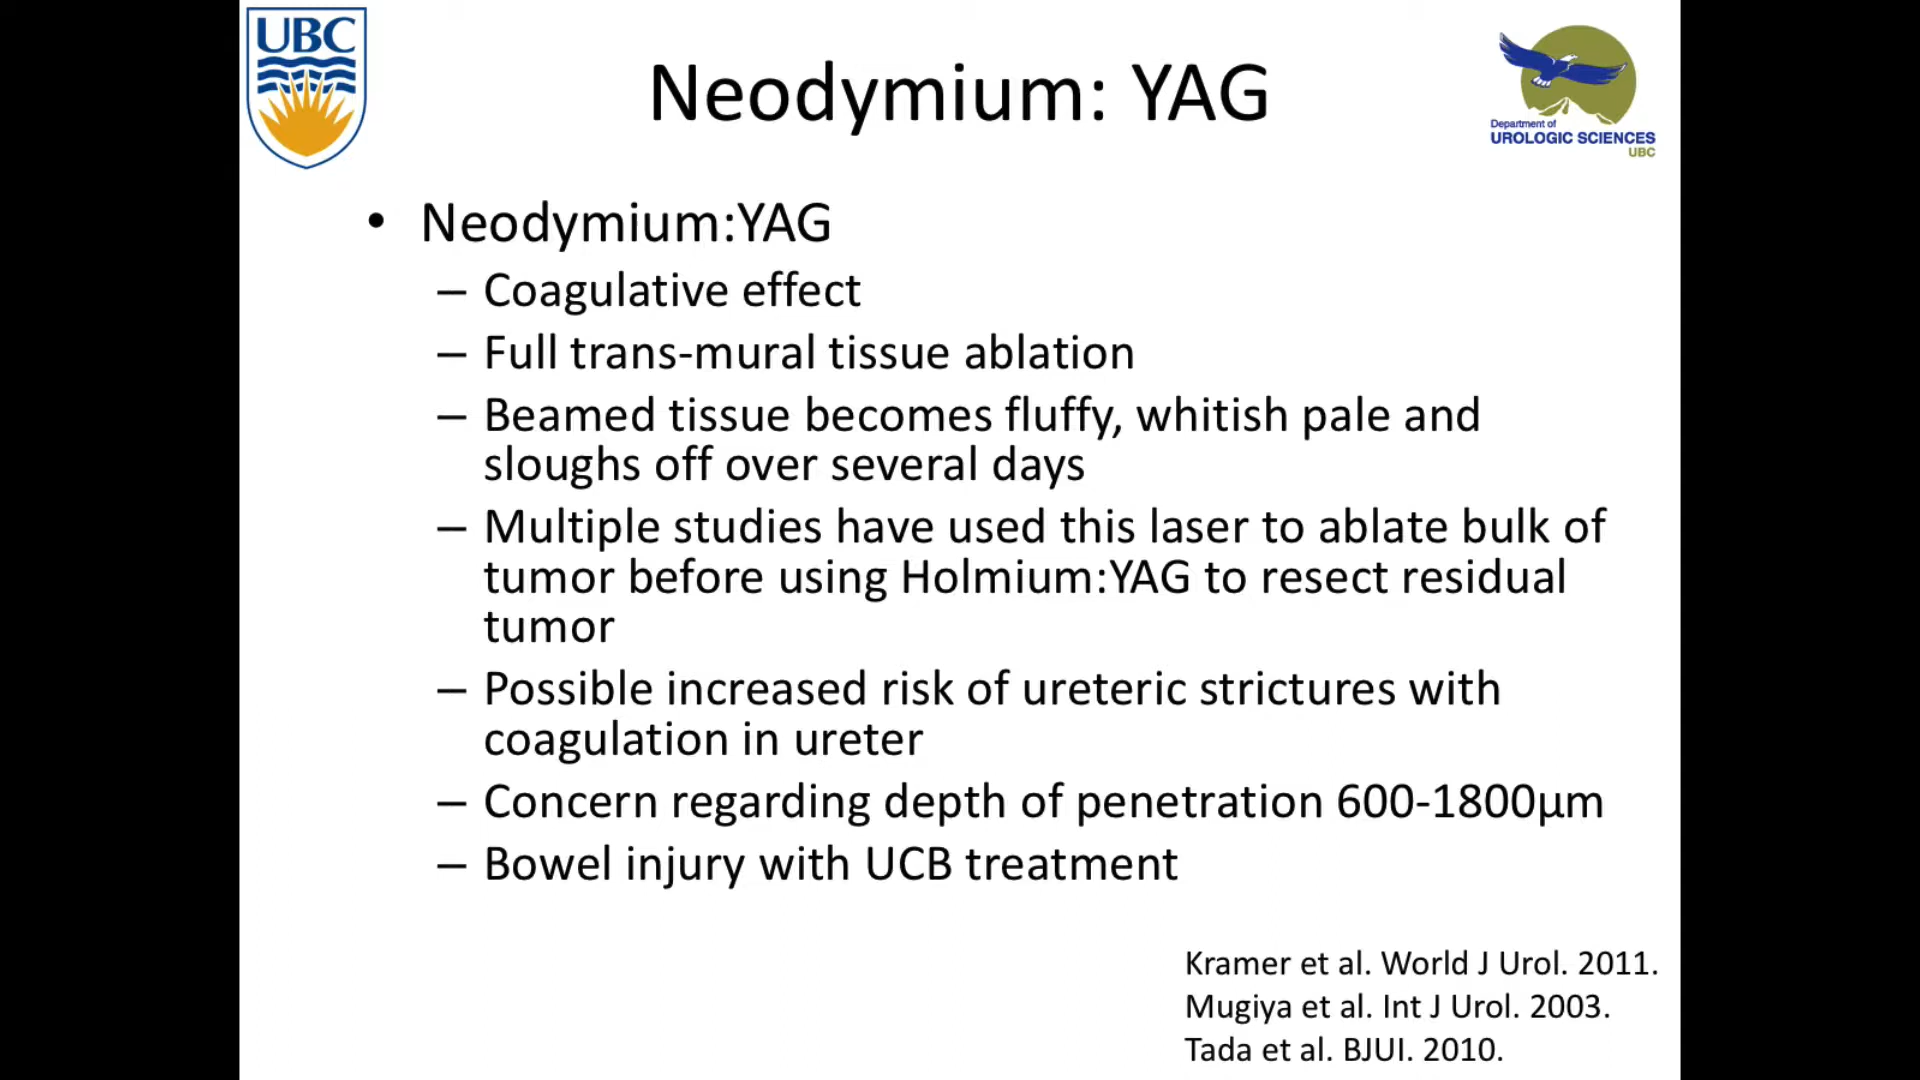 UBC
Neodymium: YAG
Department of
UROLOGIC SCIENCES
UBC
• Neodymium:YAG
– Coagulative effect
– Full trans-mural tissue ablation
– Beamed tissue becomes fluffy, whitish pale and
sloughs off over several days
– Multiple studies have used this laser to ablate bulk of
tumor before using Holmium:YAG to resect residual
tumor
– Possible increased risk of ureteric strictures with
coagulation in ureter
– Concern regarding depth of penetration 600-1800µm
– Bowel injury with UCB treatment
Kramer et al. World J Urol. 2011.
Mugiya et al. Int J Urol. 2003.
Tada et al. BJUI. 2010.